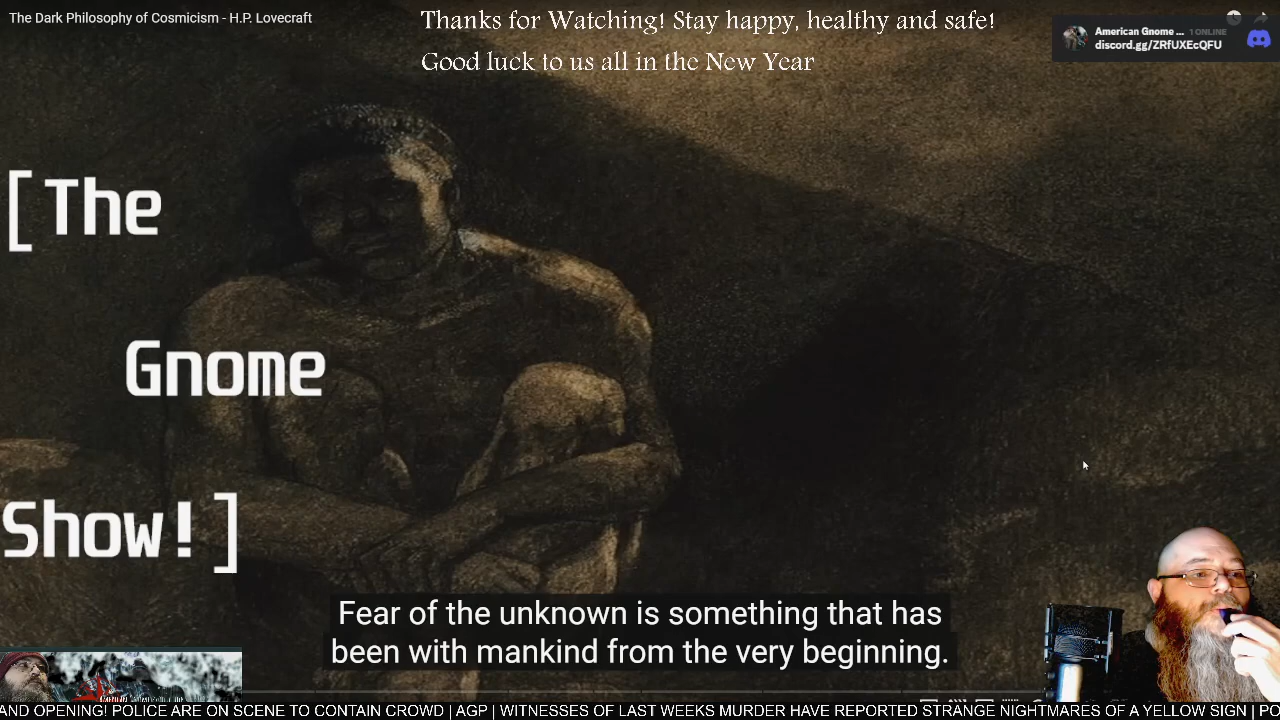 The Dark Philosophy of Cosmicism - H.P. Lovecraft
Thanks for Watching! Stay happy, healthy and safe!
Good luck to us all in the New Year
American Gnome ... 1 ONLINE
discord.gg/ZRfUXEcQFU
[The
Gnome
Show!]
Fear of the unknown is something that has
been with mankind from the very beginning.
AND OPENING! POLICE ARE ON SCENE TO CONTAIN CROWD | AGP | WITNESSES OF LAST WEEKS MURDER HAVE REPORTED STRANGE NIGHTMARES OF A YELLOW SIGN | PO